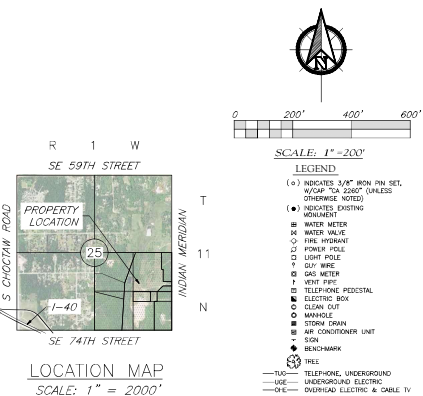 N
0 200' 400' 600'
SCALE: 1" =200'
LEGEND
(o) INDICATES 3/8" IRON PIN SET,
W/CAP "CA 2260" (UNLESS
OTHERWISE NOTED)
(●) INDICATES EXISTING
MONUMENT
WATER METER
WATER VALVE
FIRE HYDRANT
POWER POLE
LIGHT POLE
GUY WIRE
GAS METER
VENT PIPE
TELEPHONE PEDESTAL
ELECTRIC BOX
CLEAN OUT
MANHOLE
STORM DRAIN
AIR CONDITIONER UNIT
SIGN
BENCHMARK
TREE
TUG TELEPHONE, UNDERGROUND
UGE UNDERGROUND ELECTRIC
OHE OVERHEAD ELECTRIC & CABLE TV
R 1 W
SE 59TH STREET
S CHOCTAW ROAD
PROPERTY
LOCATION
25
I-40
INDIAN MERIDIAN
T
11
N
SE 74TH STREET
LOCATION MAP
SCALE: 1" = 2000'